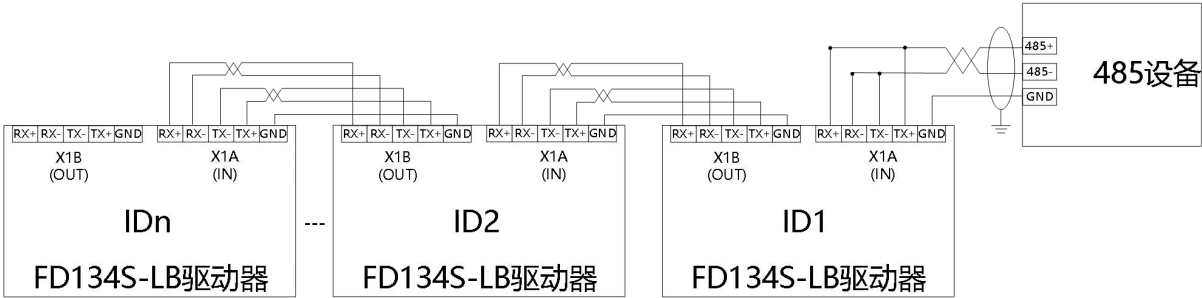 485+
485-
GND
485设备
RX+ RX- TX- TX+ GND
RX+ RX- TX- TX+ GND
RX+ RX- TX- TX+ GND
RX+ RX- TX- TX+ GND
RX+ RX- TX- TX+ GND
RX+ RX- TX- TX+ GND
X1B
(OUT)
X1A
(IN)
X1B
(OUT)
X1A
(IN)
X1B
(OUT)
X1A
(IN)
IDn
---
ID2
ID1
FD134S-LB驱动器
FD134S-LB驱动器
FD134S-LB驱动器